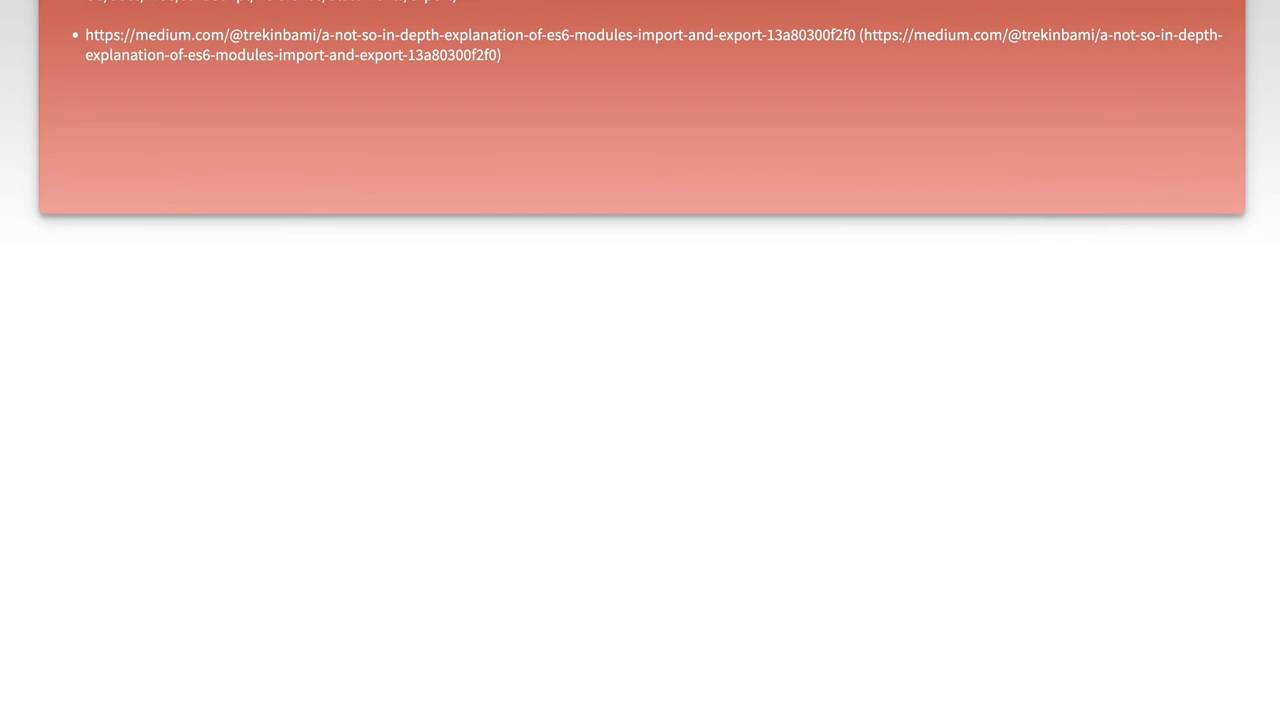 • https://medium.com/@trekinbami/a-not-so-in-depth-explanation-of-es6-modules-import-and-export-13a80300f2f0 (https://medium.com/@trekinbami/a-not-so-in-depth-
explanation-of-es6-modules-import-and-export-13a80300f2f0)